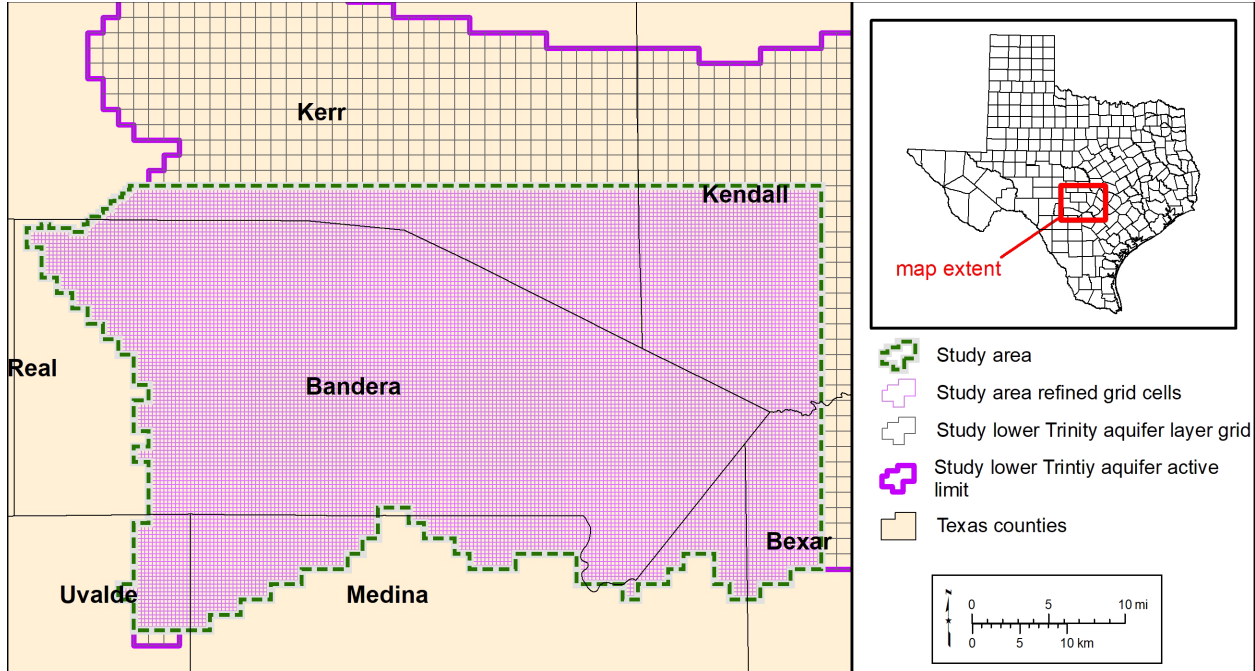 Kerr
Kendall
Real
Bandera
Bexar
Uvalde
Medina
map extent
Study area
Study area refined grid cells
Study lower Trinity aquifer layer grid
Study lower Trintiy aquifer active
limit
Texas counties
N
0 5 10 mi
0 5 10 km